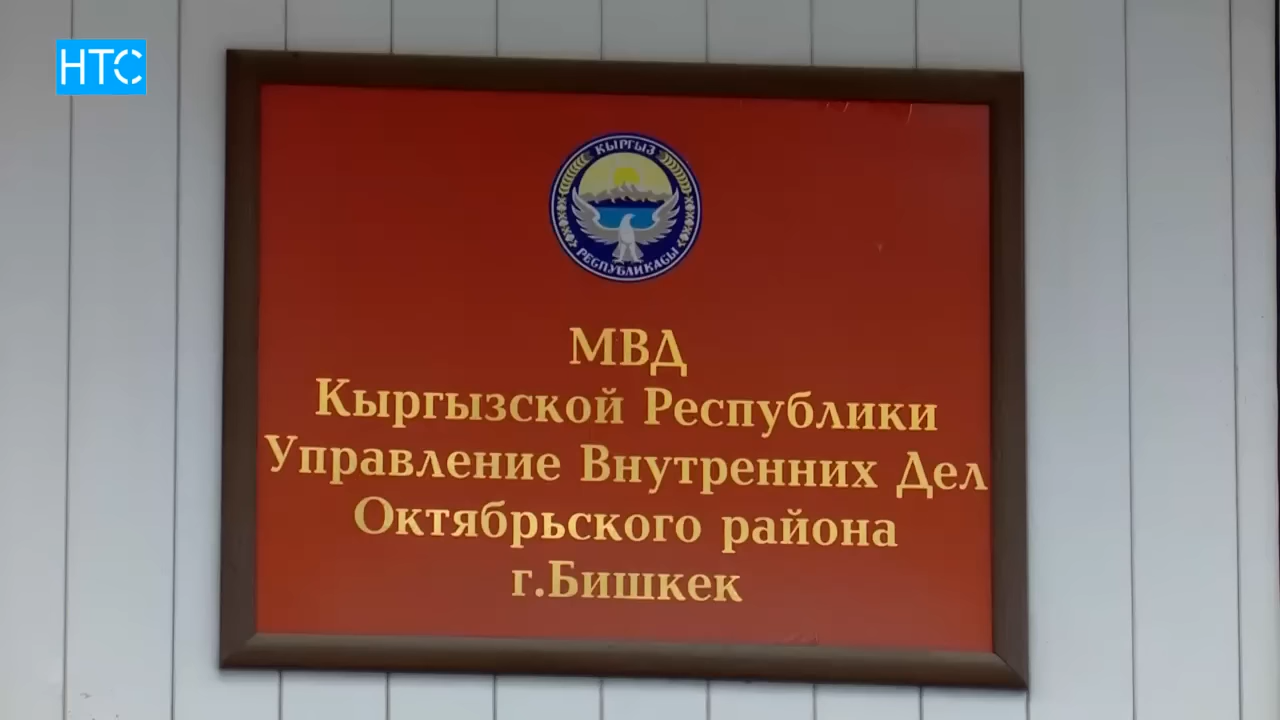 НТС
КЫРГЫЗ
РЕСПУБЛИКАСЫ
МВД
Кыргызской Республики
Управление Внутренних Дел
Октябрьского района
г.Бишкек